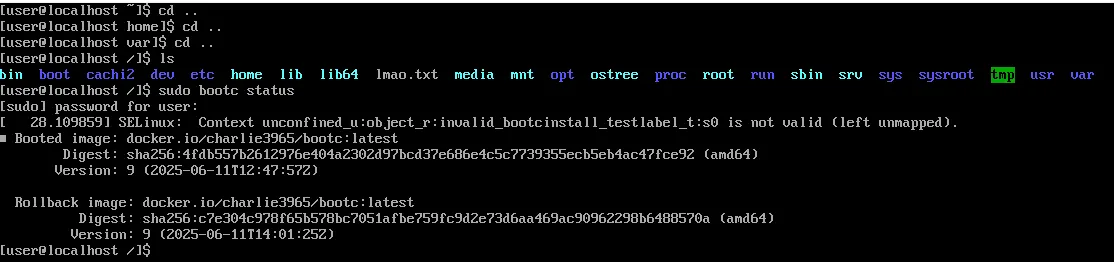 [user@localhost ~]$ cd ..
[user@localhost home]$ cd ..
[user@localhost var]$ cd ..
[user@localhost /]$ ls
bin boot cachi2 dev etc home lib lib64 lmao.txt media mnt opt ostree proc root run sbin srv sys sysroot tmp usr var
[user@localhost /]$ sudo bootc status
[sudo] password for user:
[   28.109859] SELinux:  Context unconfined_u:object_r:invalid_bootcinstall_testlabel_t:s0 is not valid (left unmapped).
■ Booted image: docker.io/charlie3965/bootc:latest
        Digest: sha256:4fdb557b2612976e404a2302d97bcd37e686e4c5c7739355ecb5eb4ac47fce92 (amd64)
       Version: 9 (2025-06-11T12:47:57Z)

  Rollback image: docker.io/charlie3965/bootc:latest
          Digest: sha256:c7e304c978f65b578bc7051afbe759fc9d2e73d6aa469ac90962298b6488570a (amd64)
         Version: 9 (2025-06-11T14:01:25Z)
[user@localhost /]$